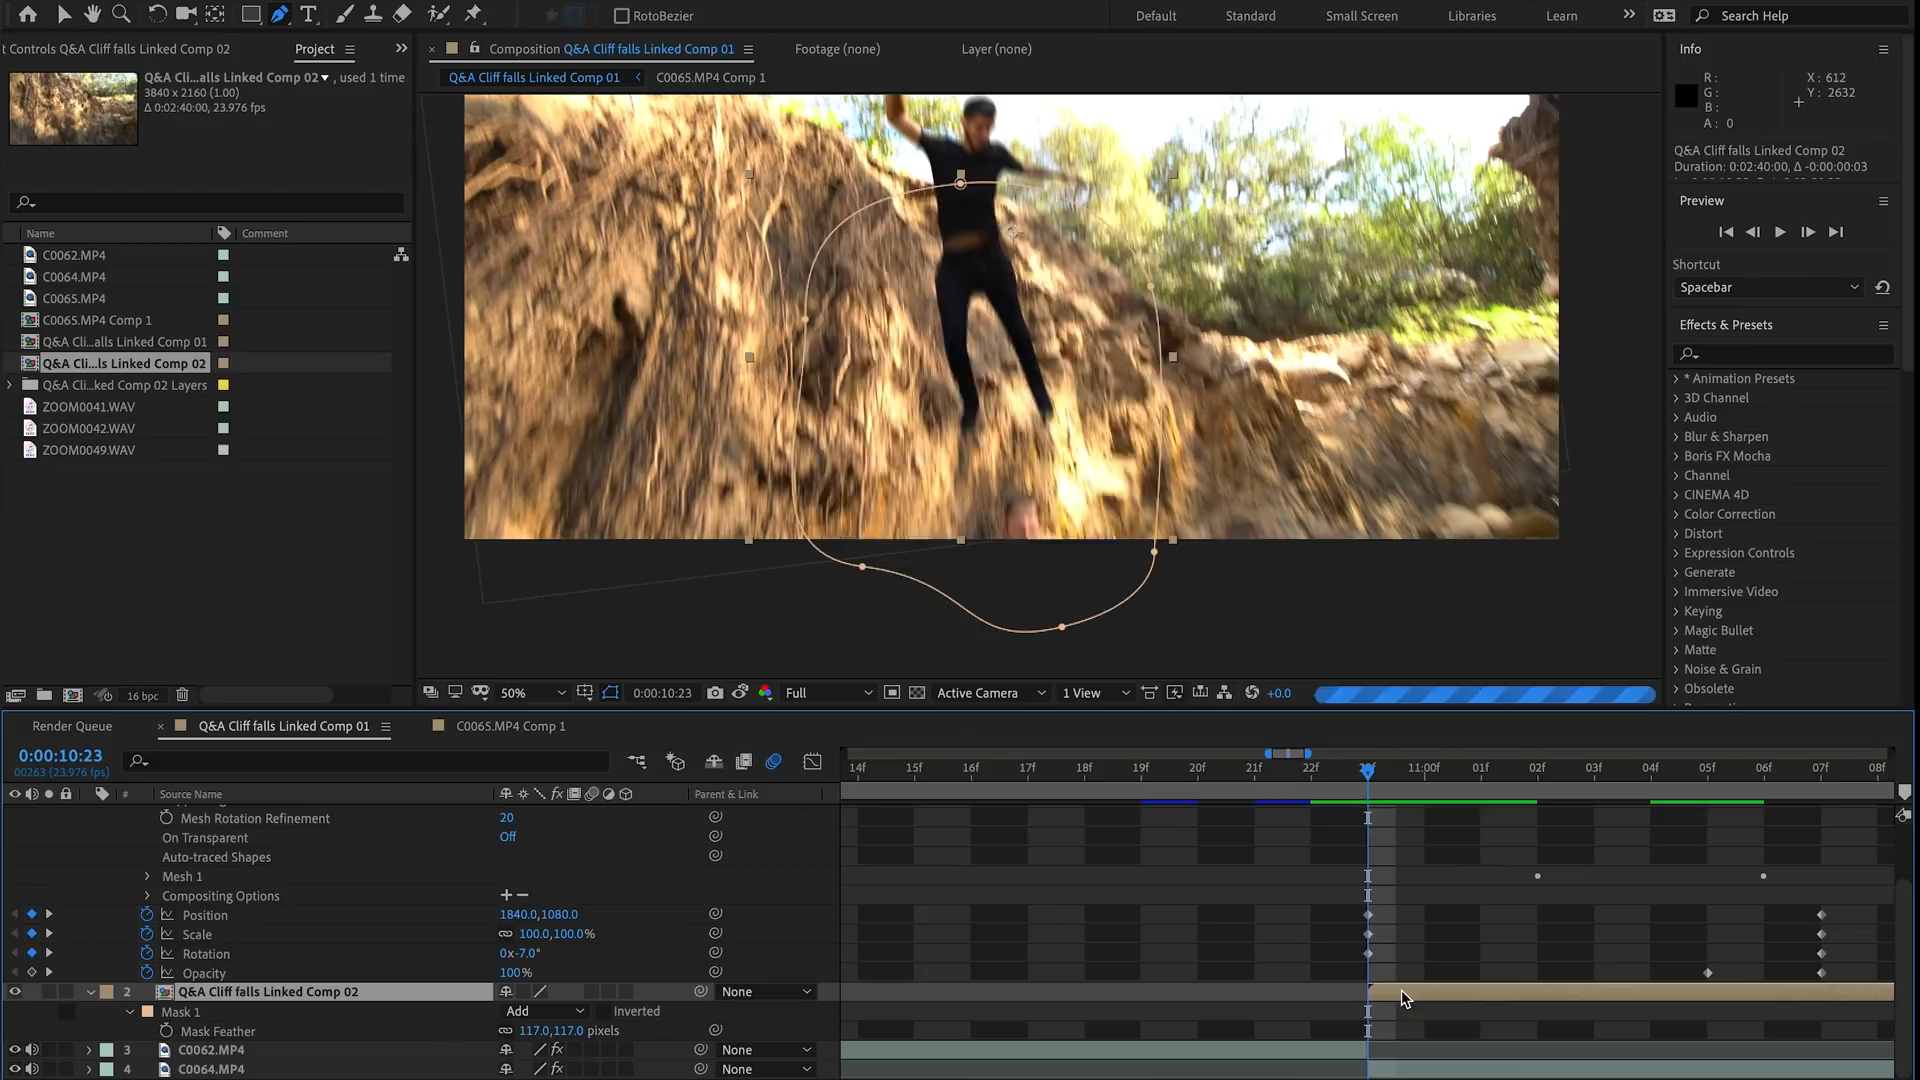 RotoBezier
Default
Standard
Small Screen
Libraries
Learn
Search Help
t Controls Q&A Cliff falls Linked Comp 02
Project
Composition Q&A Cliff falls Linked Comp 01
Footage (none)
Layer (none)
Q&A Cliff falls Linked Comp 01
C0065.MP4 Comp 1
Q&A Cli...alls Linked Comp 02▼, used 1 time
3840 x 2160 (1.00)
Δ 0:02:40:00, 23.976 fps
Name
Comment
C0062.MP4
C0064.MP4
C0065.MP4
C0065.MP4 Comp 1
Q&A Cli...alls Linked Comp 01
Q&A Cli...ls Linked Comp 02
Q&A Cli...ked Comp 02 Layers
ZOOM0041.WAV
ZOOM0042.WAV
ZOOM0049.WAV
16 bpc
50%
0:00:10:23
Full
Active Camera
1 View
+0.0
Info
R :
G :
B :
A : 0
X : 612
Y : 2632
Q&A Cliff falls Linked Comp 02
Duration: 0:02:40:00, Δ -0:00:00:03
Preview
Shortcut
Spacebar
Effects & Presets
* Animation Presets
3D Channel
Audio
Blur & Sharpen
Boris FX Mocha
Channel
CINEMA 4D
Color Correction
Distort
Expression Controls
Generate
Immersive Video
Keying
Magic Bullet
Matte
Noise & Grain
Obsolete
Render Queue
Q&A Cliff falls Linked Comp 01
C0065.MP4 Comp 1
0:00:10:23
00263 (23.976 fps)
14f 15f 16f 17f 18f 19f 20f 21f 22f 11:00f 01f 02f 03f 04f 05f 06f 07f 08f
# Source Name
Parent & Link
Mesh Rotation Refinement 20
On Transparent Off
Auto-traced Shapes
Mesh 1
Compositing Options +–
Position 1840.0,1080.0
Scale 100.0,100.0%
Rotation 0x-7.0°
Opacity 100%
2 Q&A Cliff falls Linked Comp 02 None
Mask 1 Add Inverted
Mask Feather 117.0,117.0 pixels
3 C0062.MP4 None
4 C0064.MP4 None